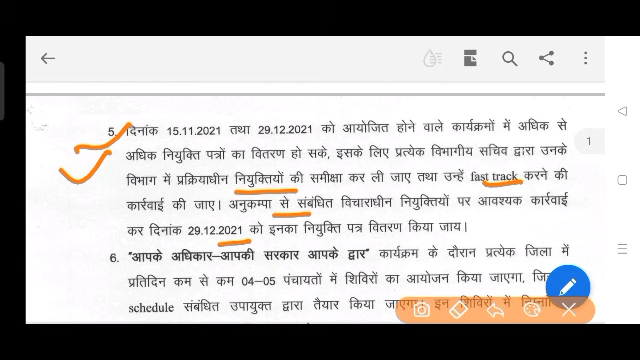 5. दिनांक 15.11.2021 तथा 29.12.2021 को आयोजित होने वाले कार्यक्रमों में अधिक से
अधिक नियुक्ति पत्रों का वितरण हो सके, इसके लिए प्रत्येक विभागीय सचिव द्वारा उनके
विभाग में प्रक्रियाधीन नियुक्तियों की समीक्षा कर ली जाए तथा उन्हें fast track करने की
कार्रवाई की जाए। अनुकम्पा से संबंधित विचाराधीन नियुक्तियों पर आवश्यक कार्रवाई
कर दिनांक 29.12.2021 को इनका नियुक्ति पत्र वितरण किया जाय।
1
6. "आपके अधिकार–आपकी सरकार आपके द्वार" कार्यक्रम के दौरान प्रत्येक जिला में
प्रतिदिन कम से कम 04–05 पंचायतों में शिविरों का आयोजन किया जाएगा,
schedule संबंधित उपायुक्त द्वारा तैयार किया जाएगा। इन शिविरों में